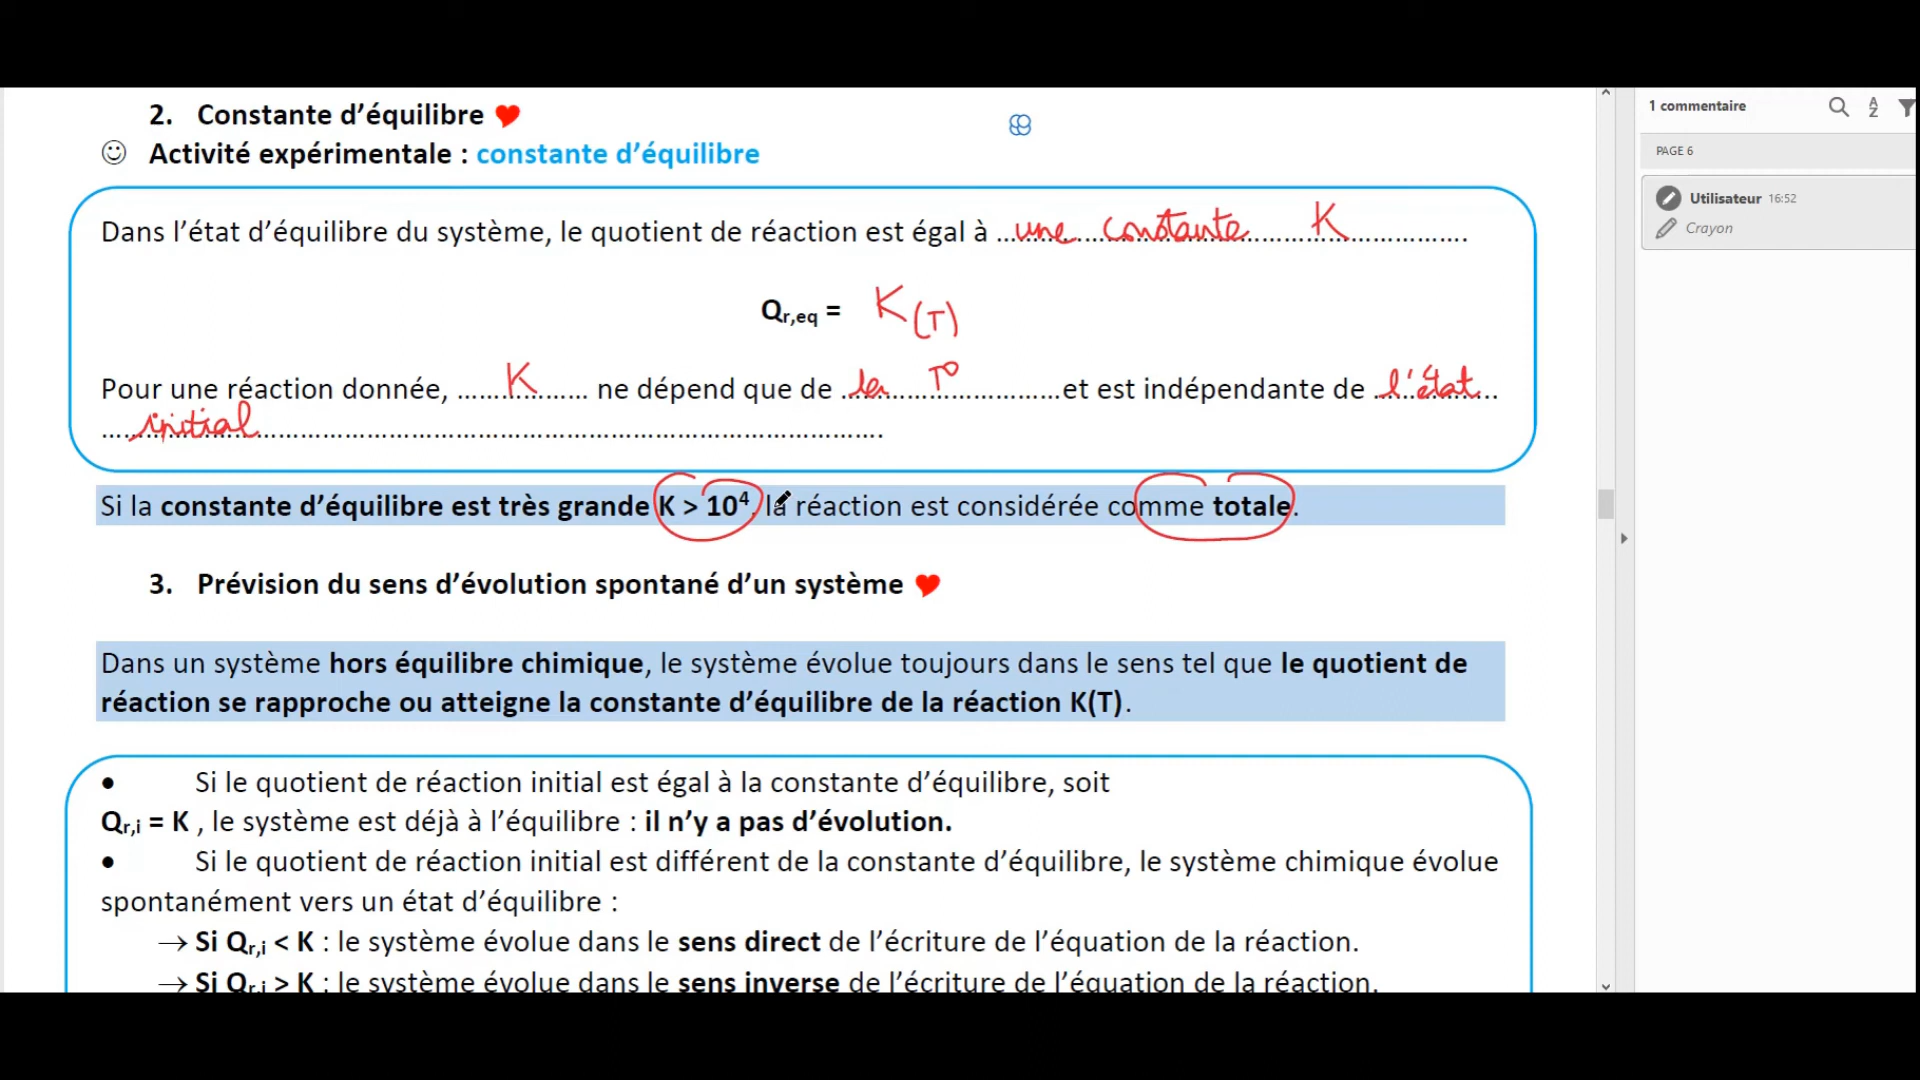 2. Constante d’équilibre
Activité expérimentale : constante d’équilibre
Dans l’état d’équilibre du système, le quotient de réaction est égal à ... une constante K ....
Qr,eq = K(T)
Pour une réaction donnée, ... K ... ne dépend que de ... la T° ... et est indépendante de ... l'état ...
... initial ....
Si la constante d’équilibre est très grande K > 10⁴, la réaction est considérée comme totale.
3. Prévision du sens d’évolution spontané d’un système
Dans un système hors équilibre chimique, le système évolue toujours dans le sens tel que le quotient de
réaction se rapproche ou atteigne la constante d’équilibre de la réaction K(T).
• Si le quotient de réaction initial est égal à la constante d’équilibre, soit
Qr,i = K , le système est déjà à l’équilibre : il n’y a pas d’évolution.
• Si le quotient de réaction initial est différent de la constante d’équilibre, le système chimique évolue
spontanément vers un état d’équilibre :
→ Si Qr,i < K : le système évolue dans le sens direct de l’écriture de l’équation de la réaction.
→ Si Qr,i > K : le système évolue dans le sens inverse de l’écriture de l’équation de la réaction.
1 commentaire
PAGE 6
Utilisateur 16:52
Crayon